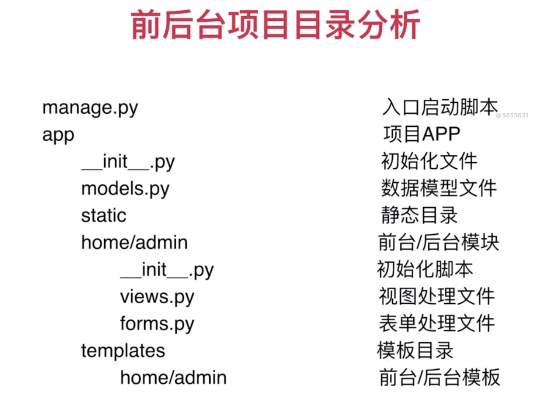 前后台项目目录分析
manage.py 入口启动脚本
@5053631
app 项目APP
__init__.py 初始化文件
models.py 数据模型文件
static 静态目录
home/admin 前台/后台模块
__init__.py 初始化脚本
views.py 视图处理文件
forms.py 表单处理文件
templates 模板目录
home/admin 前台/后台模板